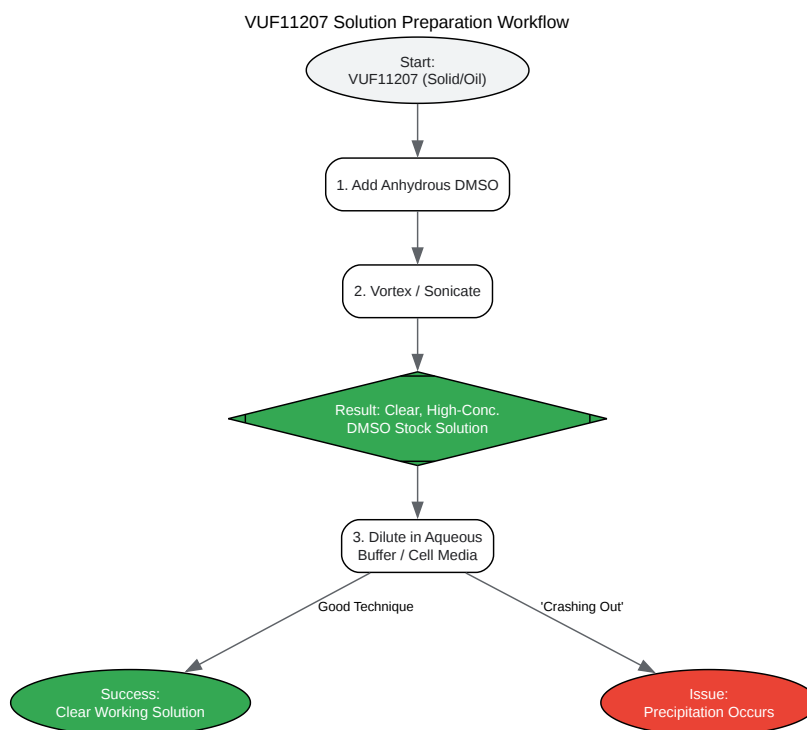 VUF11207 Solution Preparation Workflow
Start:
VUF11207 (Solid/Oil)
1. Add Anhydrous DMSO
2. Vortex / Sonicate
Result: Clear, High-Conc.
DMSO Stock Solution
3. Dilute in Aqueous
Buffer / Cell Media
Good Technique
'Crashing Out'
Success:
Clear Working Solution
Issue:
Precipitation Occurs